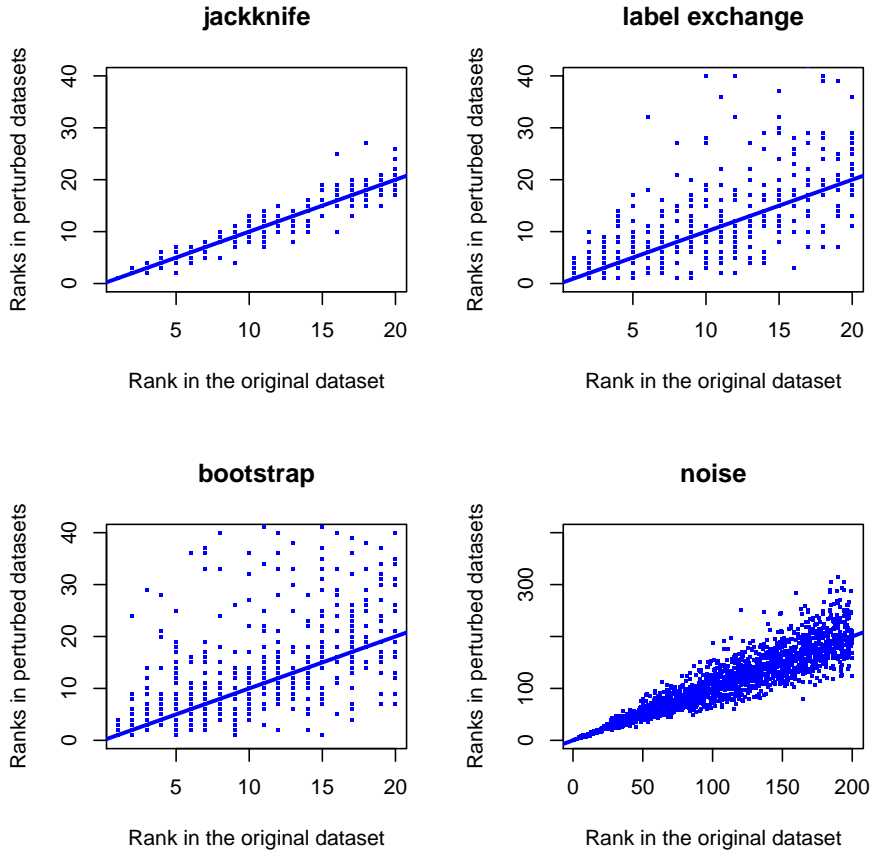 jackknife
Ranks in perturbed datasets
0 10 20 30 40
5 10 15 20
Rank in the original dataset
label exchange
Ranks in perturbed datasets
0 10 20 30 40
5 10 15 20
Rank in the original dataset
bootstrap
Ranks in perturbed datasets
0 10 20 30 40
5 10 15 20
Rank in the original dataset
noise
Ranks in perturbed datasets
0 100 300
0 50 100 150 200
Rank in the original dataset